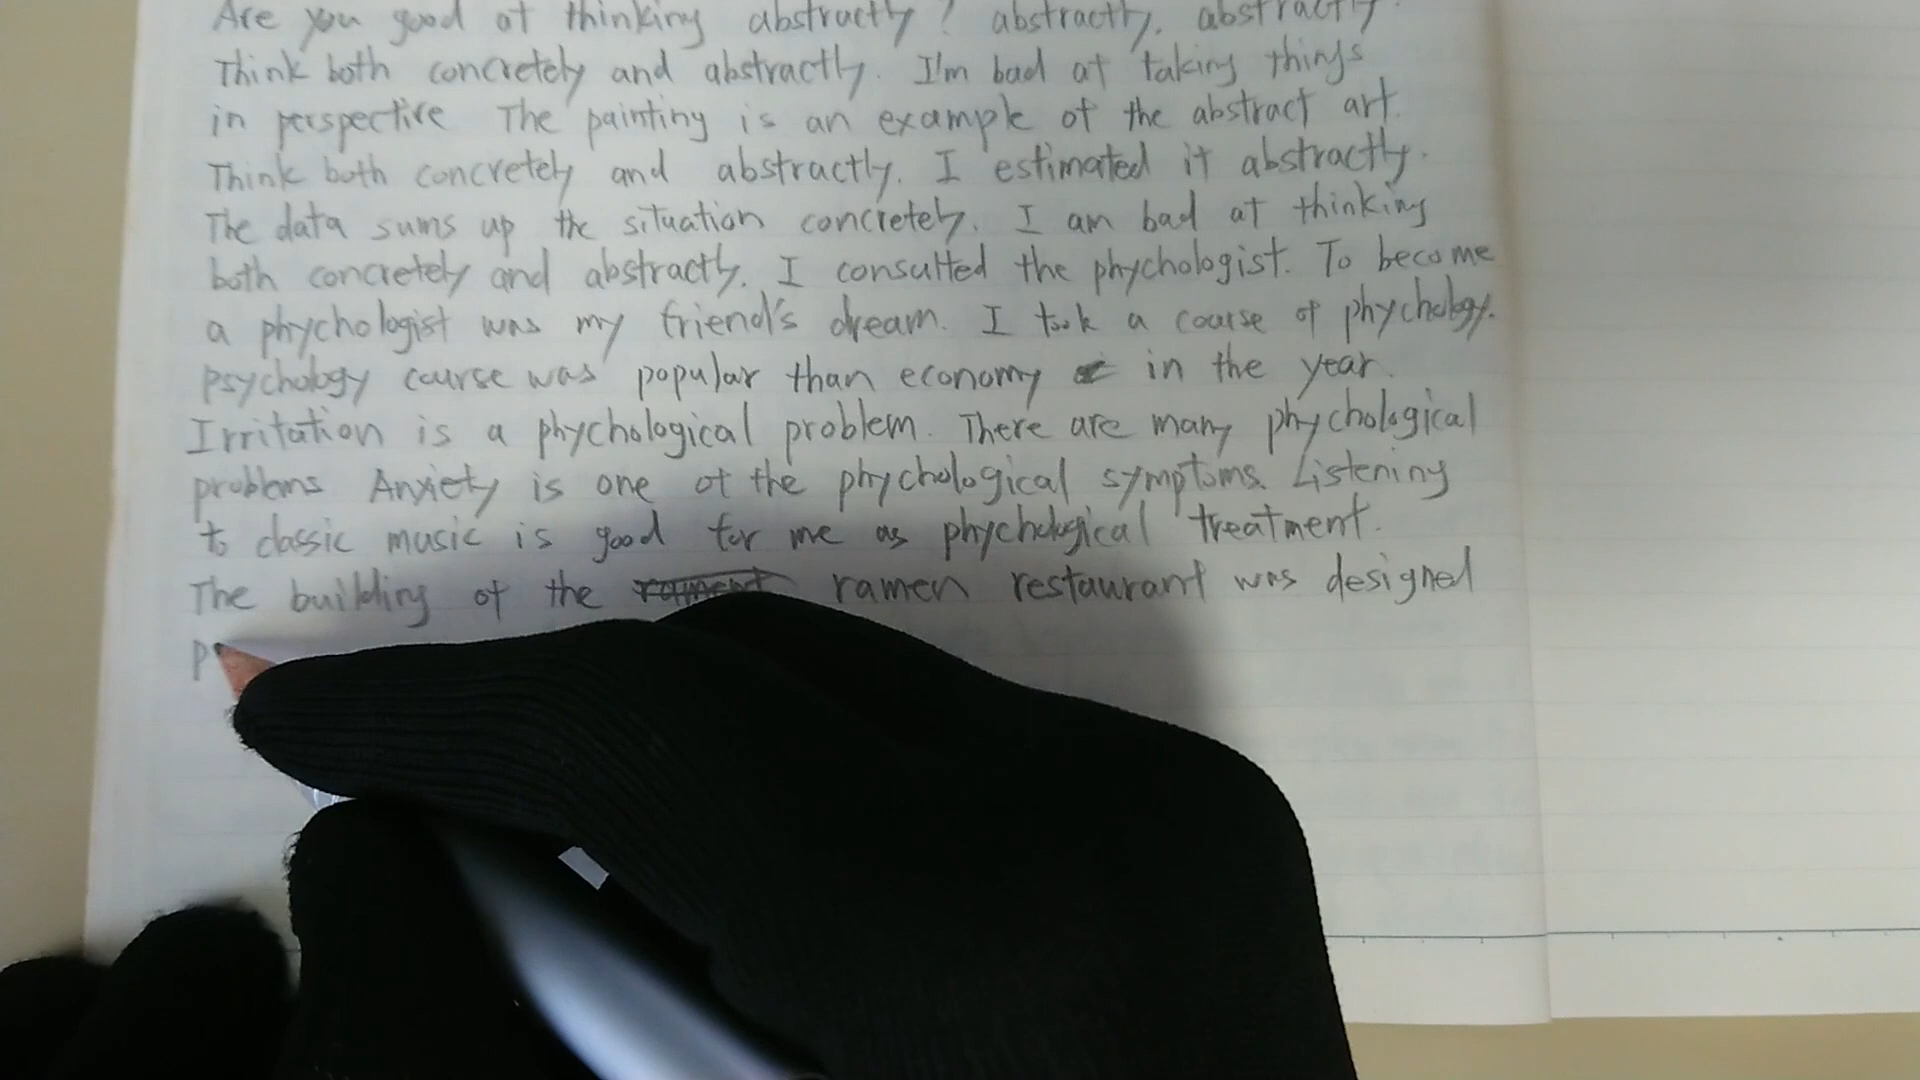 Are you good at thinking abstractly? abstractly, abstractly
Think both concretely and abstractly. I'm bad at taking things
in perspective The painting is an example of the abstract art.
Think both concretely and abstractly. I estimated it abstractly.
The data sums up the situation concretely. I am bad at thinking
both concretely and abstractly. I consulted the phychologist. To become
a phychologist was my friend's dream. I took a course of phychology.
psychology course was popular than economy in the year.
Irritation is a phychological problem. There are many phychological
problems Anxiety is one of the phychological symptoms. Listening
to classic music is good for me as phychological treatment.
The building of the ramen restaurant was designed
p